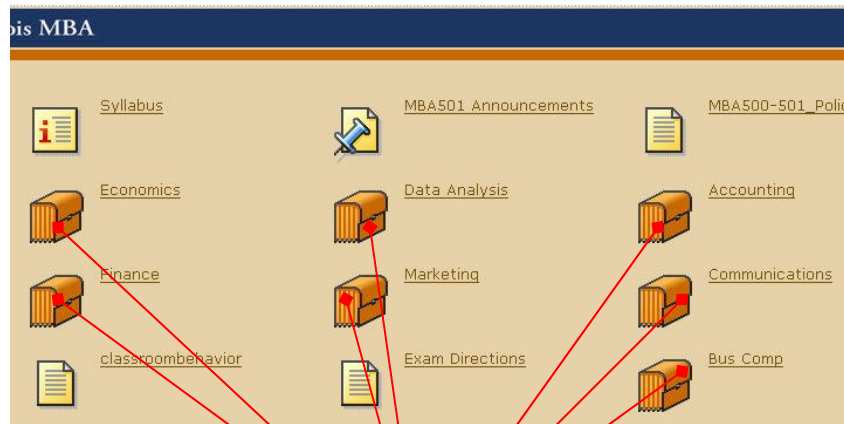 ois MBA
Syllabus
MBA501 Announcements
MBA500-501_Polic
Economics
Data Analysis
Accounting
Finance
Marketing
Communications
classroombehavior
Exam Directions
Bus Comp